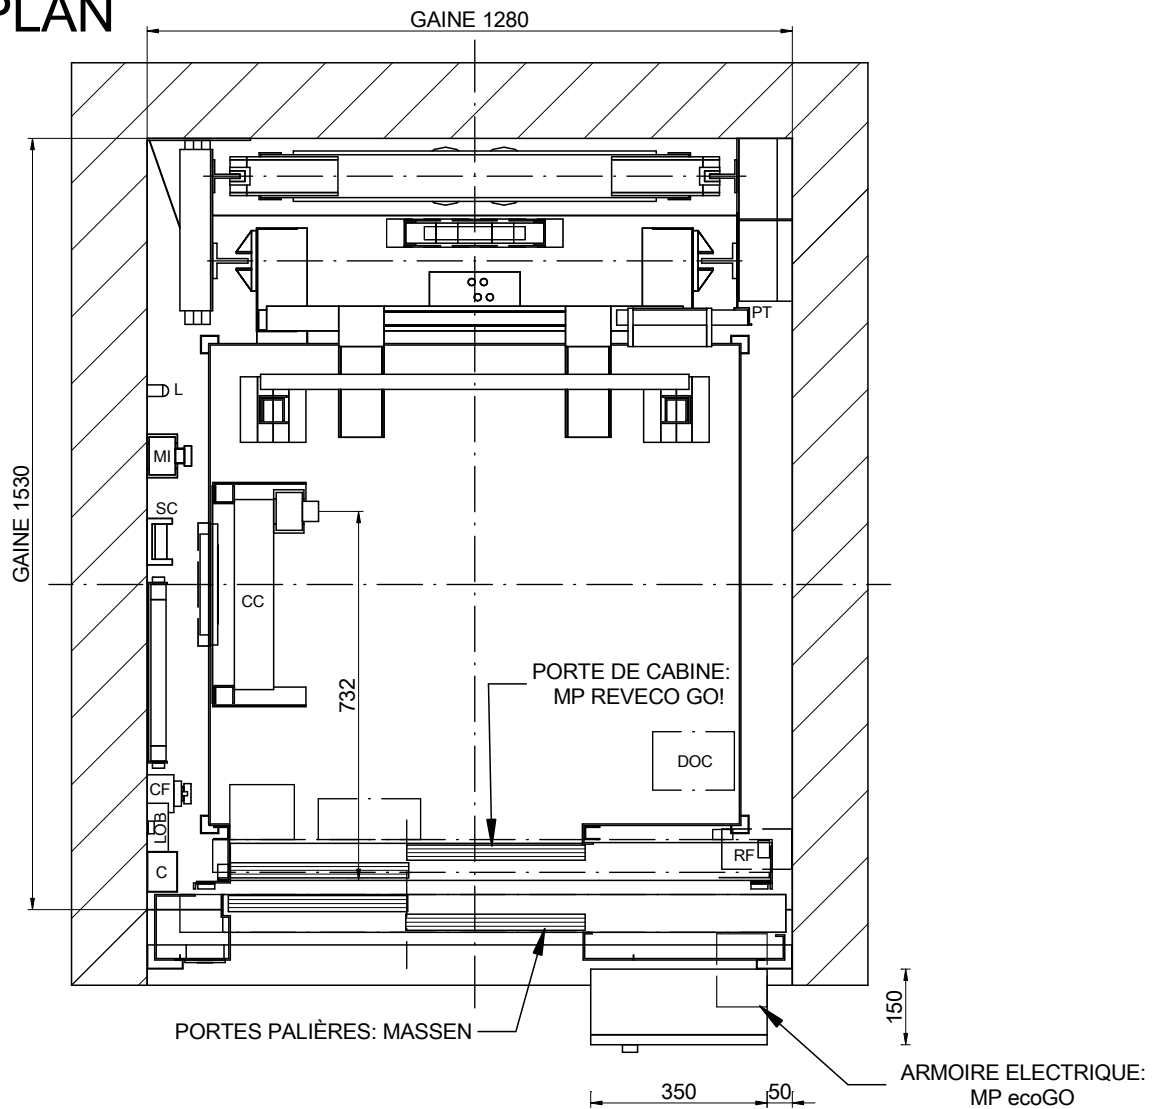 PLAN
GAINE 1280
PT
L
MI
GAINE 1530
SC
CC
732
PORTE DE CABINE:
MP REVECO GO!
DOC
CF
LOB
C
RF
PORTES PALIÈRES: MASSEN
150
ARMOIRE ELECTRIQUE:
MP ecoGO
350
50